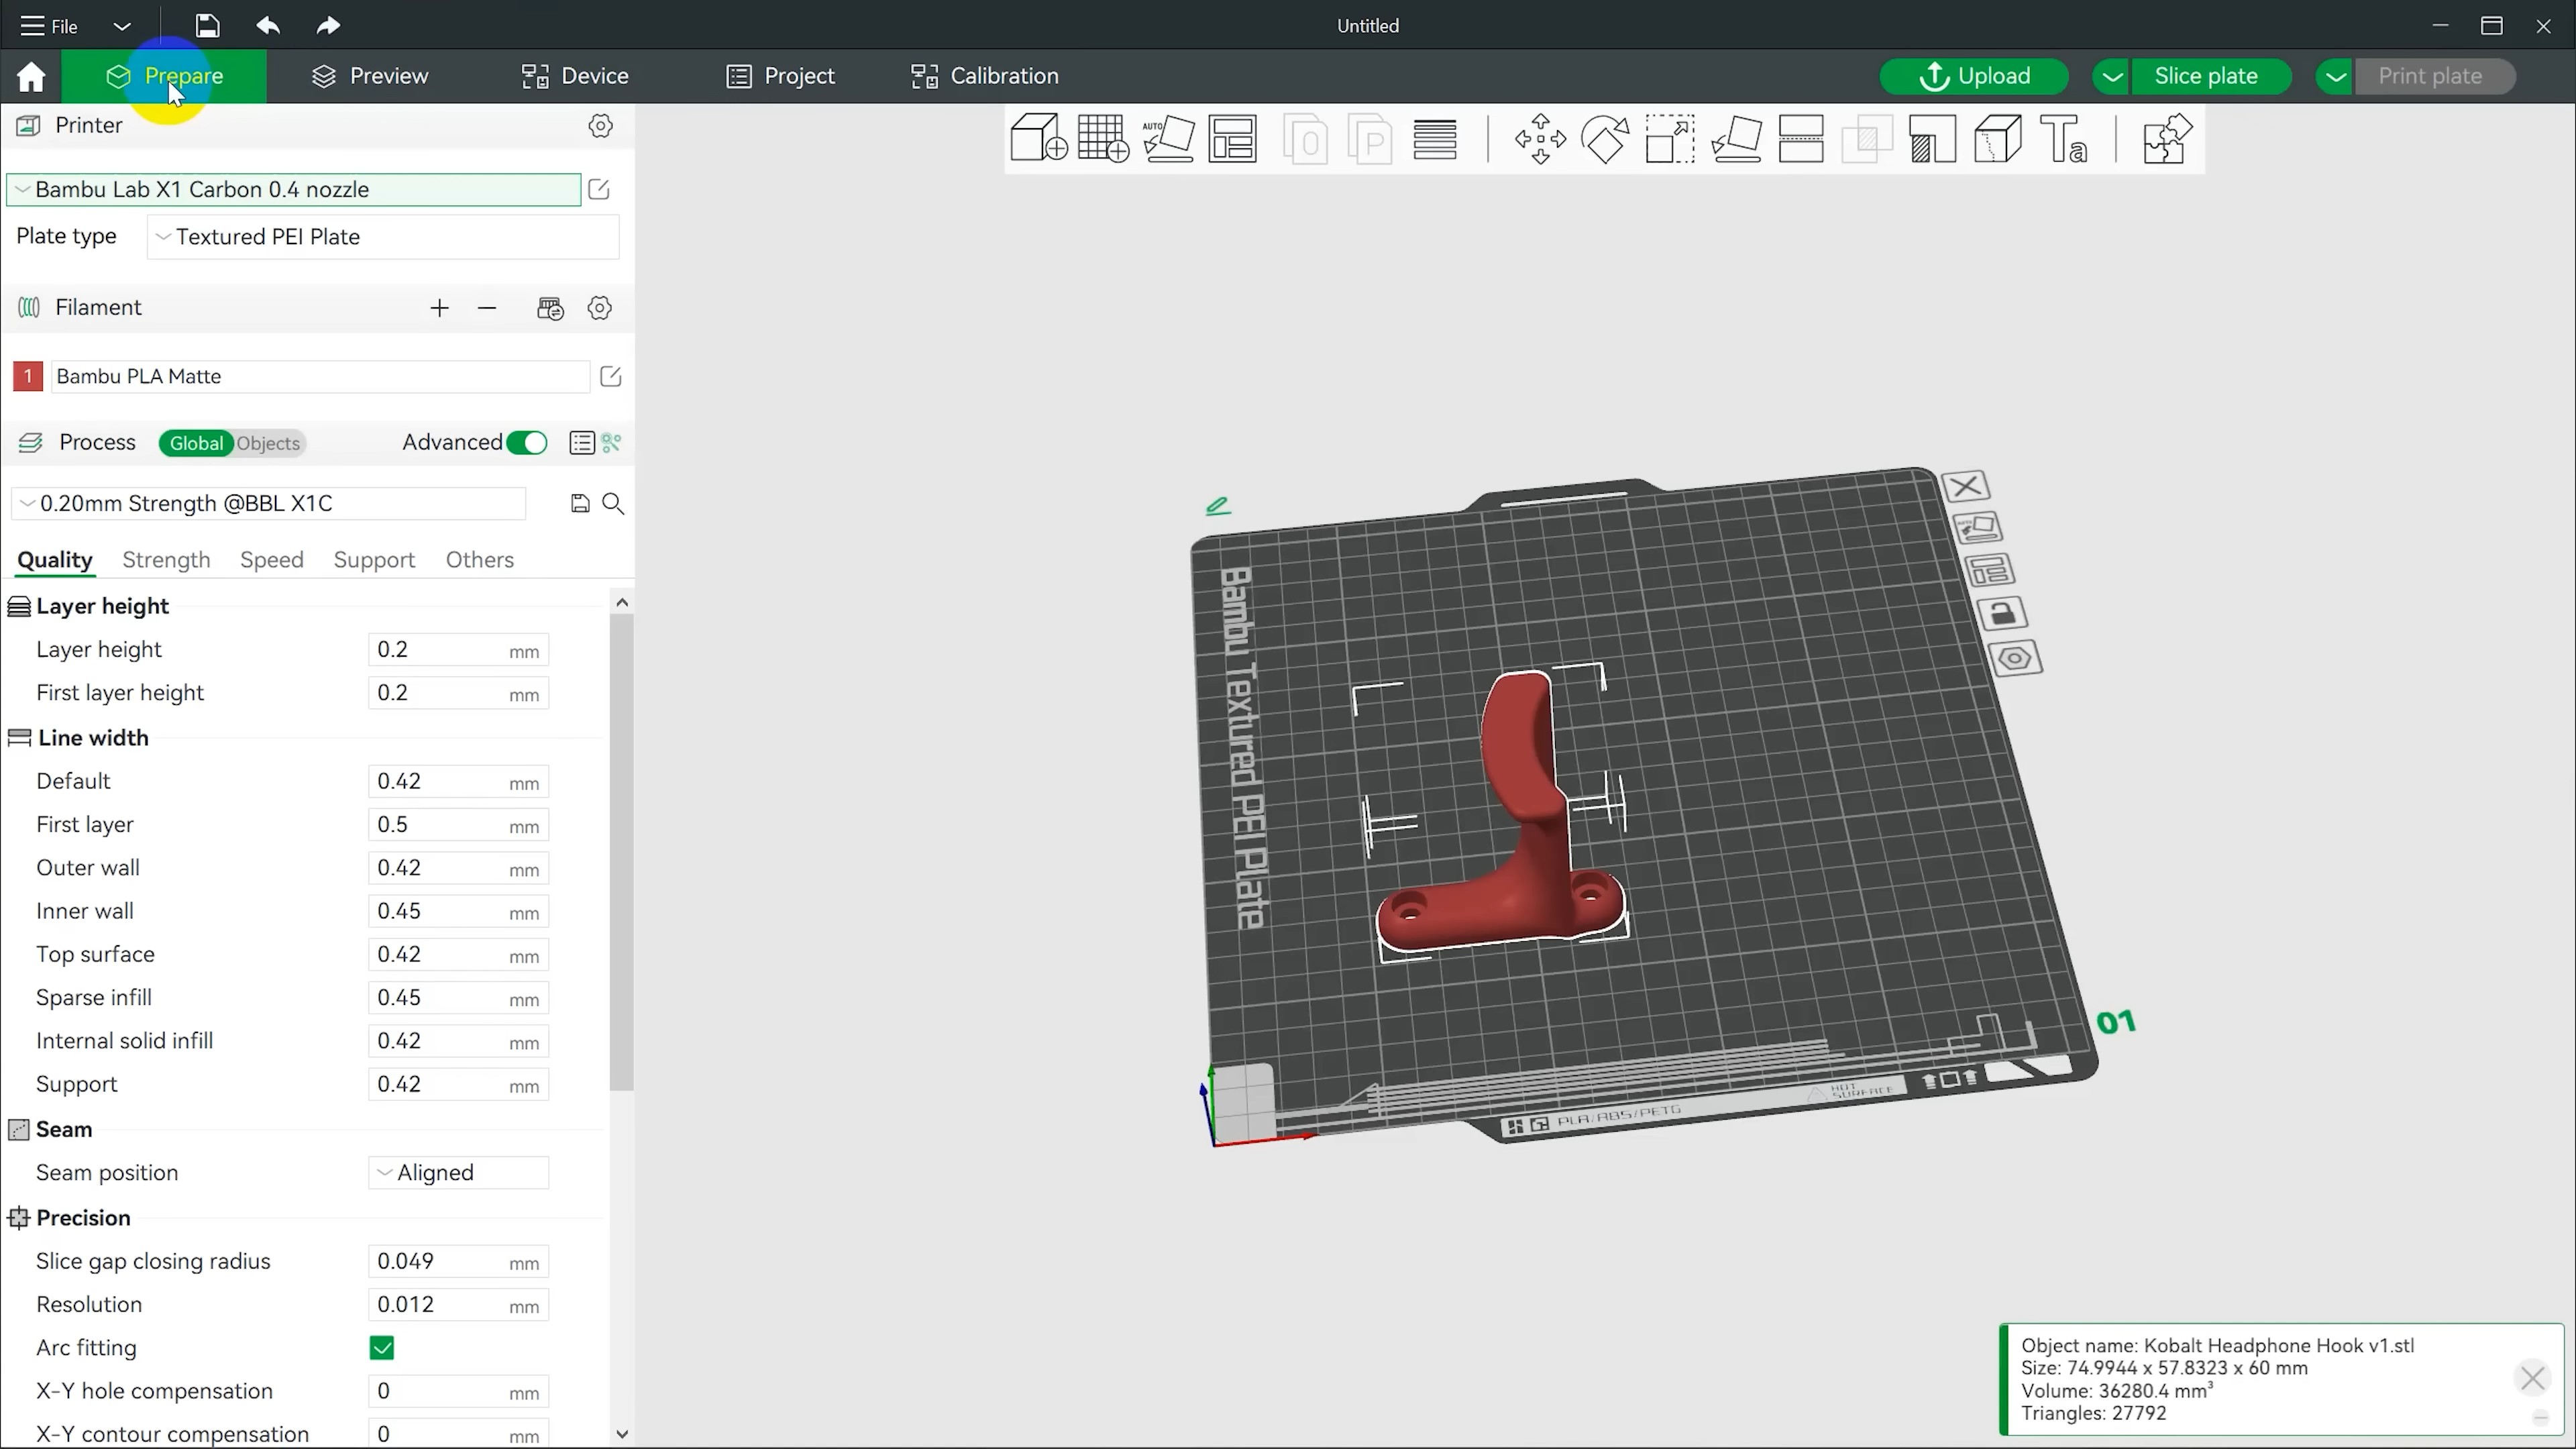 File
Untitled
Prepare
Preview
Device
Project
Calibration
Upload
Slice plate
Print plate
Printer
Bambu Lab X1 Carbon 0.4 nozzle
Plate type
Textured PEI Plate
Filament
1 Bambu PLA Matte
Process
Global Objects
Advanced
0.20mm Strength @BBL X1C
Quality Strength Speed Support Others
Layer height
Layer height 0.2 mm
First layer height 0.2 mm
Line width
Default 0.42 mm
First layer 0.5 mm
Outer wall 0.42 mm
Inner wall 0.45 mm
Top surface 0.42 mm
Sparse infill 0.45 mm
Internal solid infill 0.42 mm
Support 0.42 mm
Seam
Seam position Aligned
Precision
Slice gap closing radius 0.049 mm
Resolution 0.012 mm
Arc fitting
X-Y hole compensation 0 mm
X-Y contour compensation 0 mm
AUTO
O
P
Ta
Bambu Textured PEI Plate
01
PLA/ABS/PETG
HOT
SURFACE
Object name: Kobalt Headphone Hook v1.stl
Size: 74.9944 x 57.8323 x 60 mm
Volume: 36280.4 mm³
Triangles: 27792